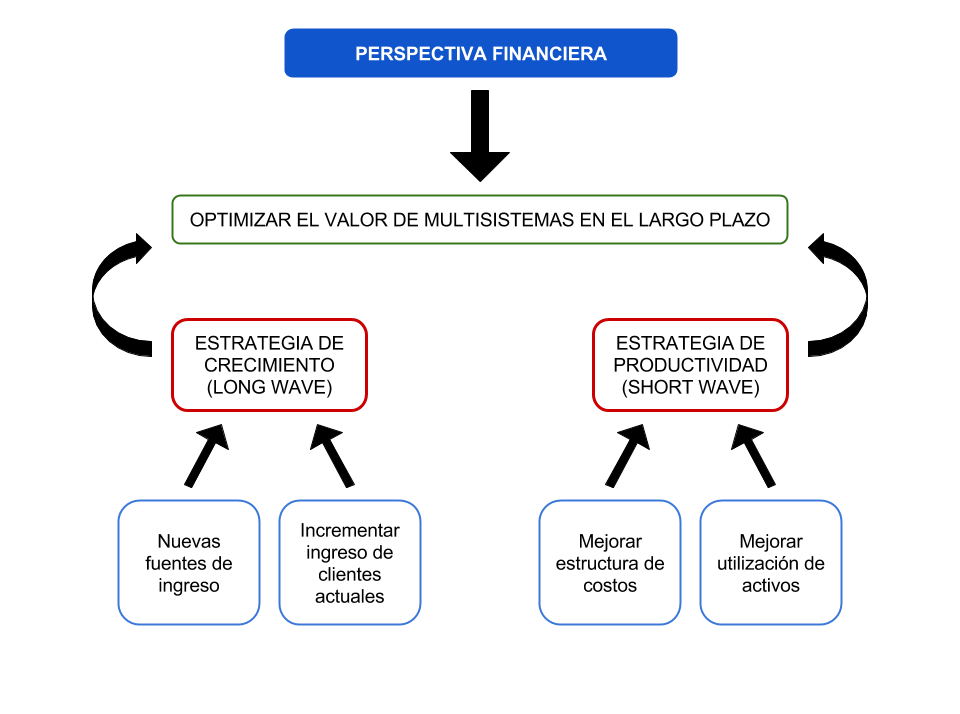 PERSPECTIVA FINANCIERA
OPTIMIZAR EL VALOR DE MULTISISTEMAS EN EL LARGO PLAZO
ESTRATEGIA DE
CRECIMIENTO
(LONG WAVE)
ESTRATEGIA DE
PRODUCTIVIDAD
(SHORT WAVE)
Nuevas
fuentes de
ingreso
Incrementar
ingreso de
clientes
actuales
Mejorar
estructura de
costos
Mejorar
utilización de
activos